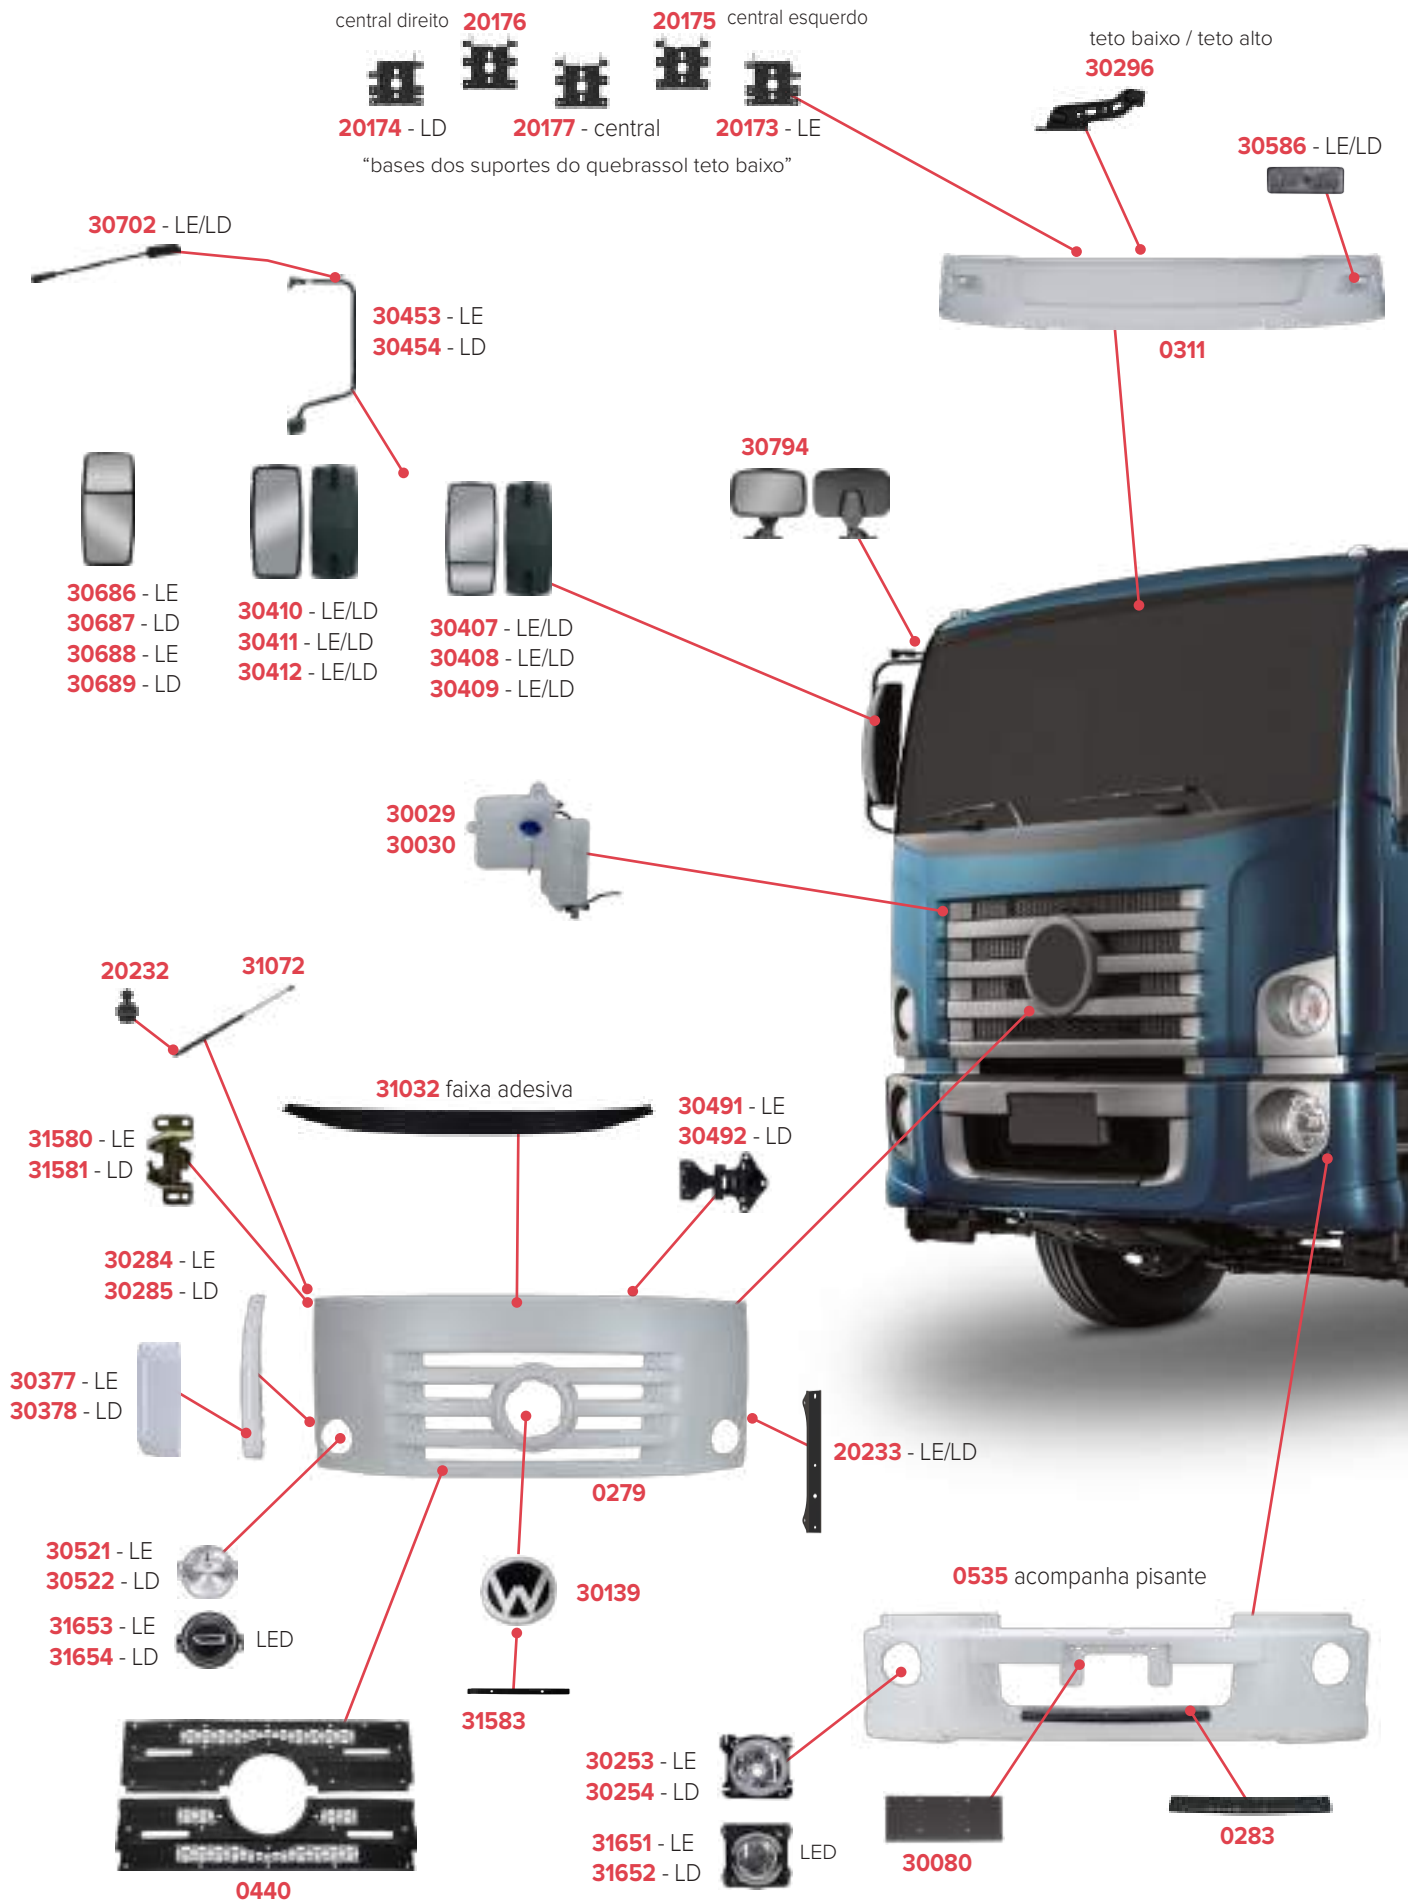 central direito 20176
20175 central esquerdo
20174 - LD
20177 - central
20173 - LE
“bases dos suportes do quebrassol teto baixo”
teto baixo / teto alto
30296
30586 - LE/LD
0311
30702 - LE/LD
30453 - LE
30454 - LD
30794
30686 - LE
30687 - LD
30688 - LE
30689 - LD
30410 - LE/LD
30411 - LE/LD
30412 - LE/LD
30407 - LE/LD
30408 - LE/LD
30409 - LE/LD
30029
30030
20232
31072
31032 faixa adesiva
30491 - LE
30492 - LD
31580 - LE
31581 - LD
30284 - LE
30285 - LD
30377 - LE
30378 - LD
20233 - LE/LD
0279
30521 - LE
30522 - LD
31653 - LE
31654 - LD
LED
30139
31583
0440
0535 acompanha pisante
30253 - LE
30254 - LD
31651 - LE
31652 - LD
LED
30080
0283